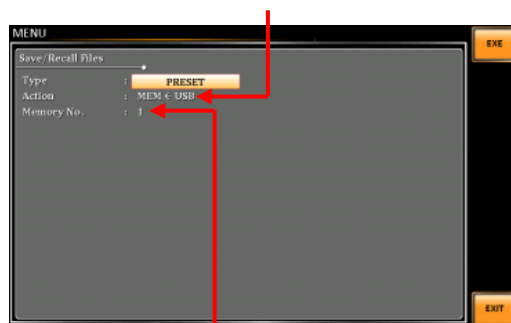 MENU
EXE
Save/Recall Files
Type : PRESET
Action : MEM ← USB
Memory No. : 1
EXIT